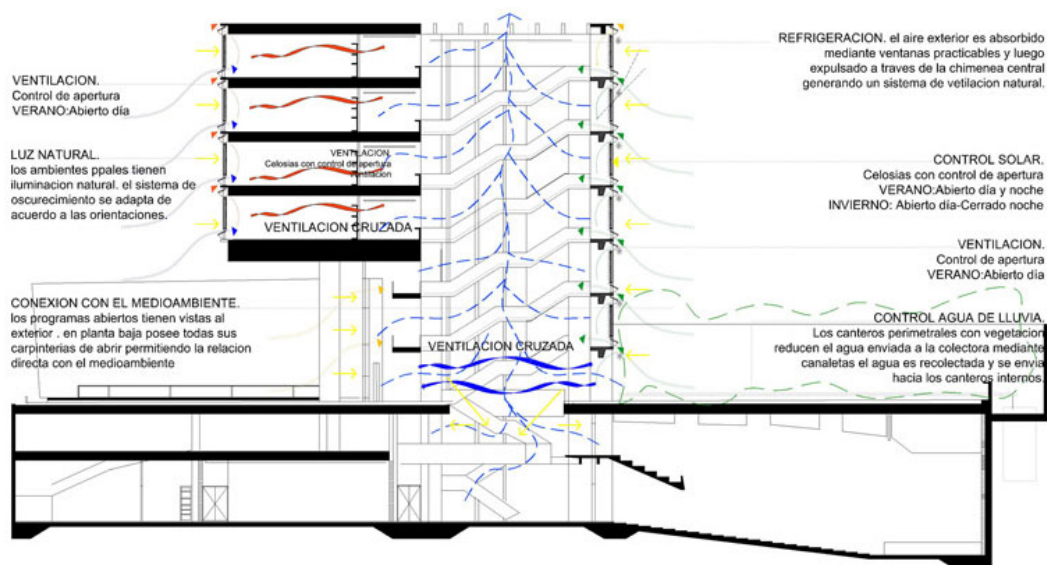 VENTILACION.
Control de apertura
VERANO:Abierto día
LUZ NATURAL.
los ambientes ppales tienen
iluminacion natural. el sistema de
oscurecimiento se adapta de
acuerdo a las orientaciones.
CONEXION CON EL MEDIOAMBIENTE.
los programas abiertos tienen vistas al
exterior . en planta baja posee todas sus
carpinterias de abrir permitiendo la relacion
directa con el medioambiente
VENTILACION.
Celosias con control de apertura
ventilacion
VENTILACION CRUZADA
VENTILACION CRUZADA
REFRIGERACION. el aire exterior es absorbido
mediante ventanas practicables y luego
expulsado a traves de la chimenea central
generando un sistema de vetilacion natural.
CONTROL SOLAR.
Celosias con control de apertura
VERANO:Abierto día y noche
INVIERNO: Abierto día-Cerrado noche
VENTILACION.
Control de apertura
VERANO:Abierto día
CONTROL AGUA DE LLUVIA.
Los canteros perimetrales con vegetacion
reducen el agua enviada a la colectora mediante
canaletas el agua es recolectada y se envia
hacia los canteros internos.